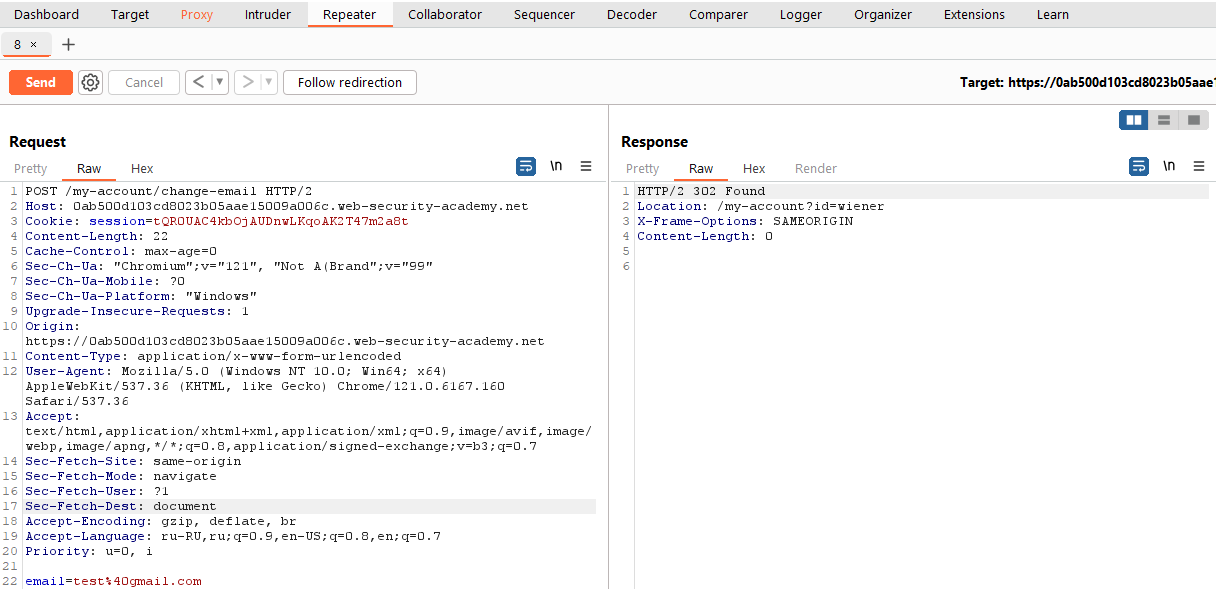 Dashboard Target Proxy Intruder Repeater Collaborator Sequencer Decoder Comparer Logger Organizer Extensions Learn
8 × +
Send Cancel < ▼ > ▼ Follow redirection Target: https://0ab500d103cd8023b05aae1
Request
Pretty Raw Hex \n
1 POST /my-account/change-email HTTP/2
2 Host: 0ab500d103cd8023b05aae15009a006c.web-security-academy.net
3 Cookie: session=tQROUAC4kbOjAUDnwLKqoAK2T47m2a8t
4 Content-Length: 22
5 Cache-Control: max-age=0
6 Sec-Ch-Ua: "Chromium";v="121", "Not A(Brand";v="99"
7 Sec-Ch-Ua-Mobile: ?0
8 Sec-Ch-Ua-Platform: "Windows"
9 Upgrade-Insecure-Requests: 1
10 Origin:
https://0ab500d103cd8023b05aae15009a006c.web-security-academy.net
11 Content-Type: application/x-www-form-urlencoded
12 User-Agent: Mozilla/5.0 (Windows NT 10.0; Win64; x64)
AppleWebKit/537.36 (KHTML, like Gecko) Chrome/121.0.6167.160
Safari/537.36
13 Accept:
text/html,application/xhtml+xml,application/xml;q=0.9,image/avif,image/
webp,image/apng,*/*;q=0.8,application/signed-exchange;v=b3;q=0.7
14 Sec-Fetch-Site: same-origin
15 Sec-Fetch-Mode: navigate
16 Sec-Fetch-User: ?1
17 Sec-Fetch-Dest: document
18 Accept-Encoding: gzip, deflate, br
19 Accept-Language: ru-RU,ru;q=0.9,en-US;q=0.8,en;q=0.7
20 Priority: u=0, i
21
22 email=test%40gmail.com
Response
Pretty Raw Hex Render \n
1 HTTP/2 302 Found
2 Location: /my-account?id=wiener
3 X-Frame-Options: SAMEORIGIN
4 Content-Length: 0
5
6